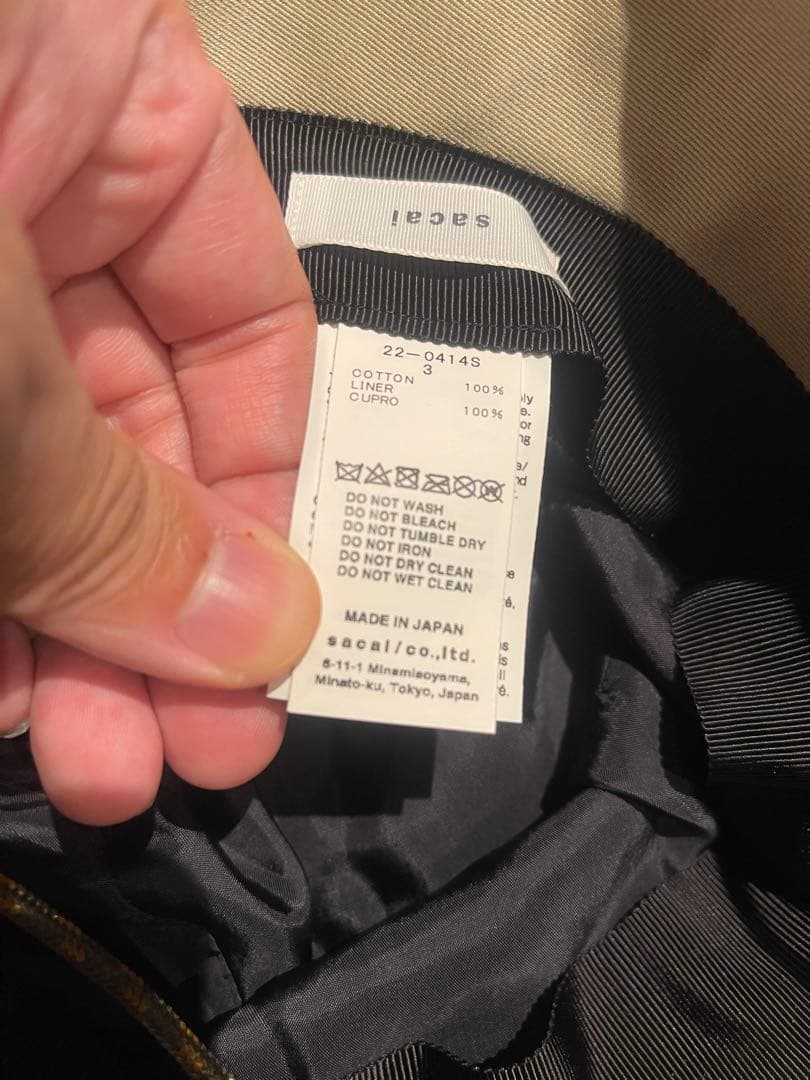 sacai
22-0414S
3
COTTON 100%
LINER
CUPRO 100%
DO NOT WASH
DO NOT BLEACH
DO NOT TUMBLE DRY
DO NOT IRON
DO NOT DRY CLEAN
DO NOT WET CLEAN
MADE IN JAPAN
sacai/co.,ltd.
6-11-1 Minamiaoyama,
Minato-ku, Tokyo, Japan